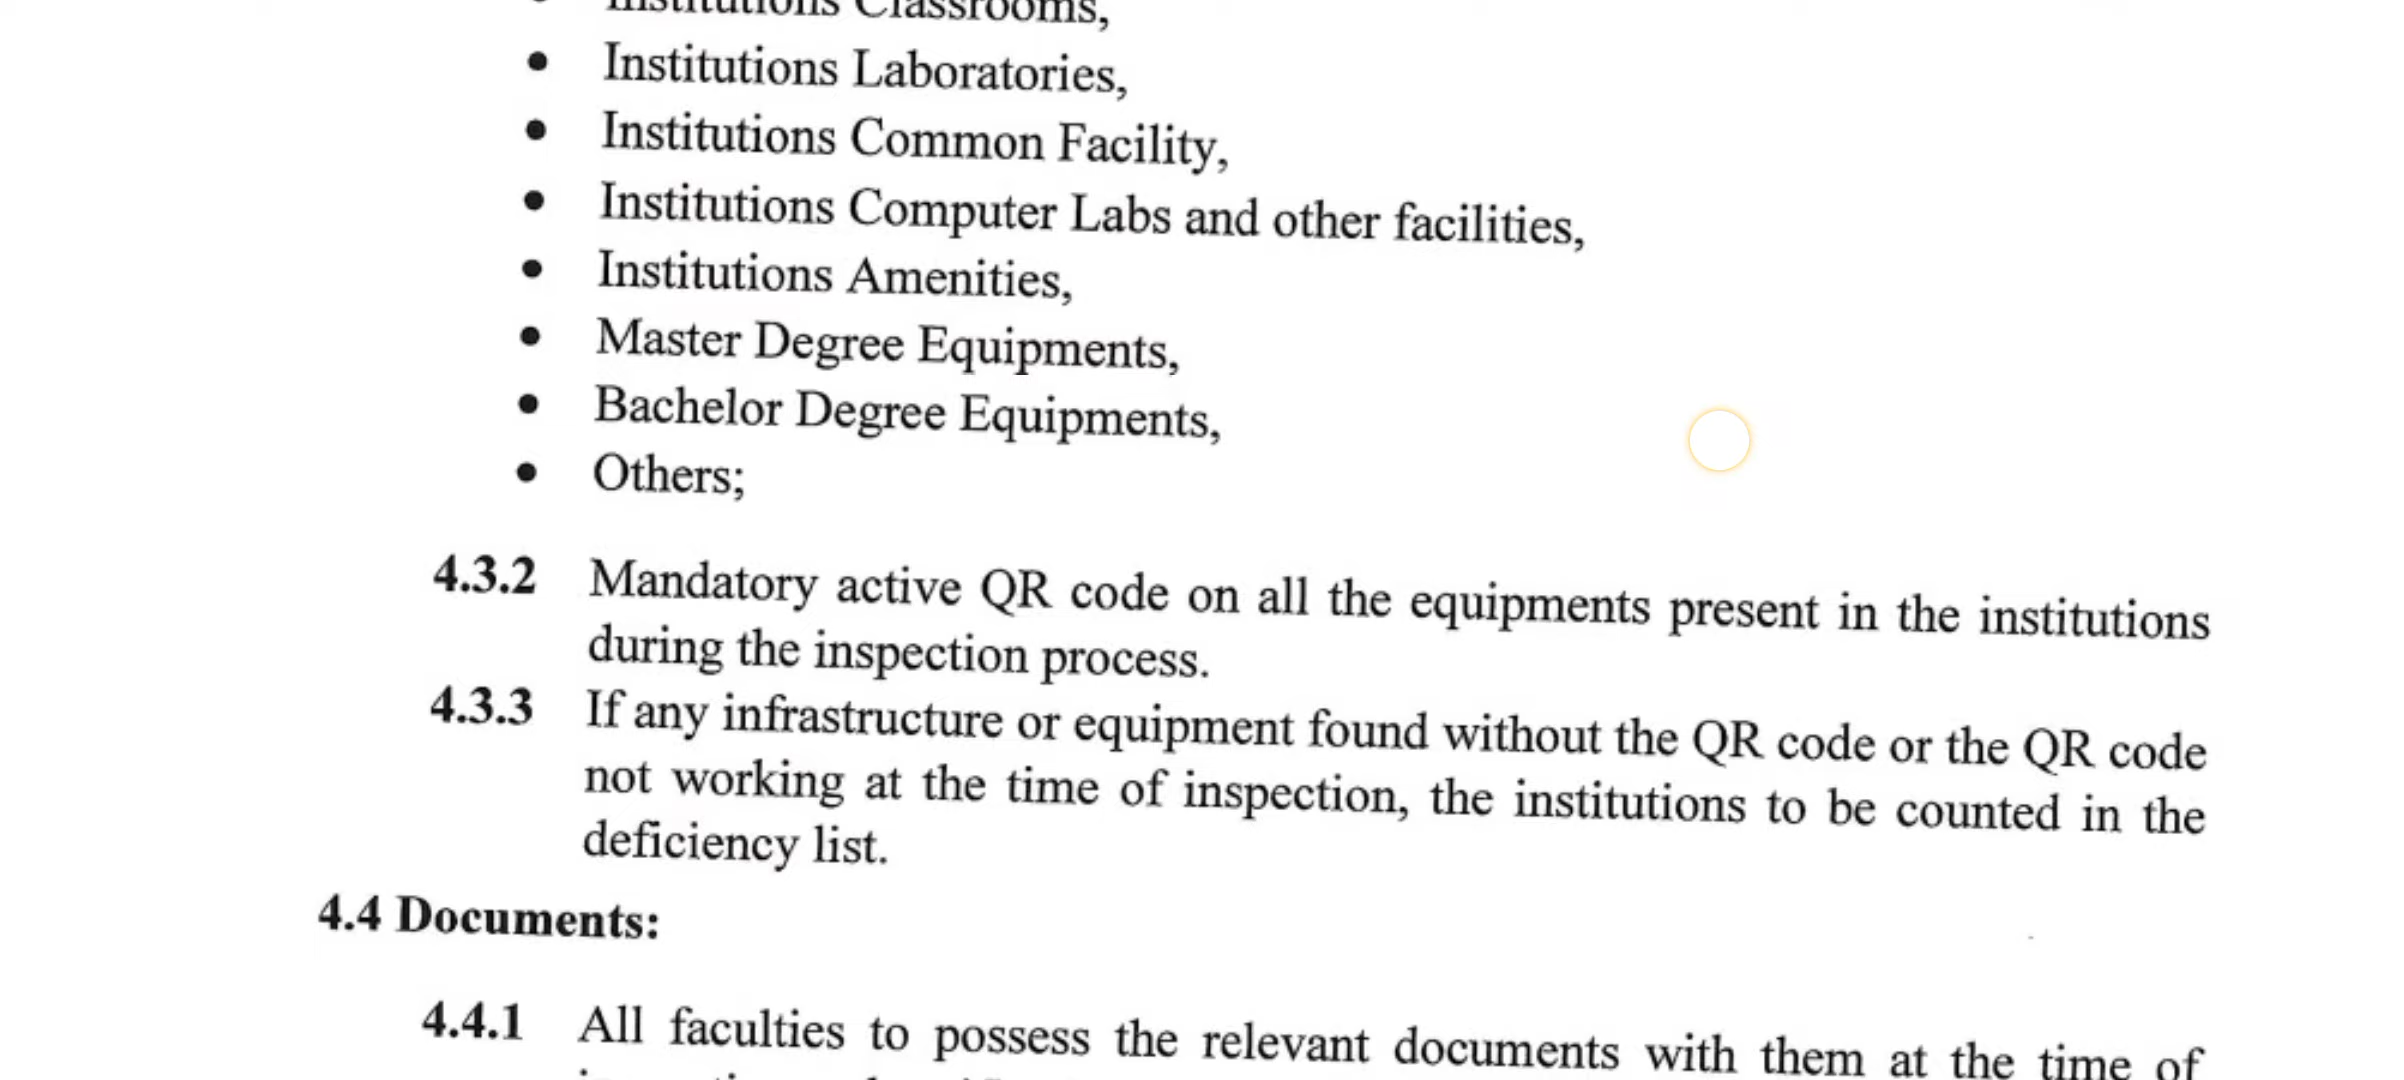 Institutions Classrooms,
• Institutions Laboratories,
• Institutions Common Facility,
• Institutions Computer Labs and other facilities,
• Institutions Amenities,
• Master Degree Equipments,
• Bachelor Degree Equipments,
• Others;
4.3.2 Mandatory active QR code on all the equipments present in the institutions
during the inspection process.
4.3.3 If any infrastructure or equipment found without the QR code or the QR code
not working at the time of inspection, the institutions to be counted in the
deficiency list.
4.4 Documents:
4.4.1 All faculties to possess the relevant documents with them at the time of